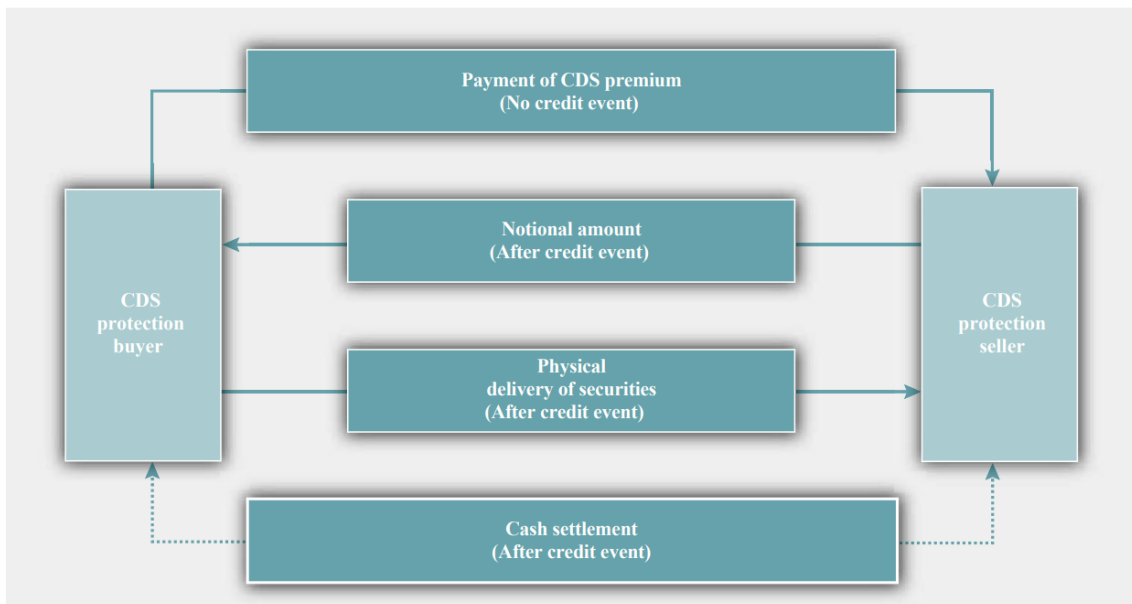 Payment of CDS premium
(No credit event)
Notional amount
(After credit event)
CDS
protection
buyer
CDS
protection
seller
Physical
delivery of securities
(After credit event)
Cash settlement
(After credit event)